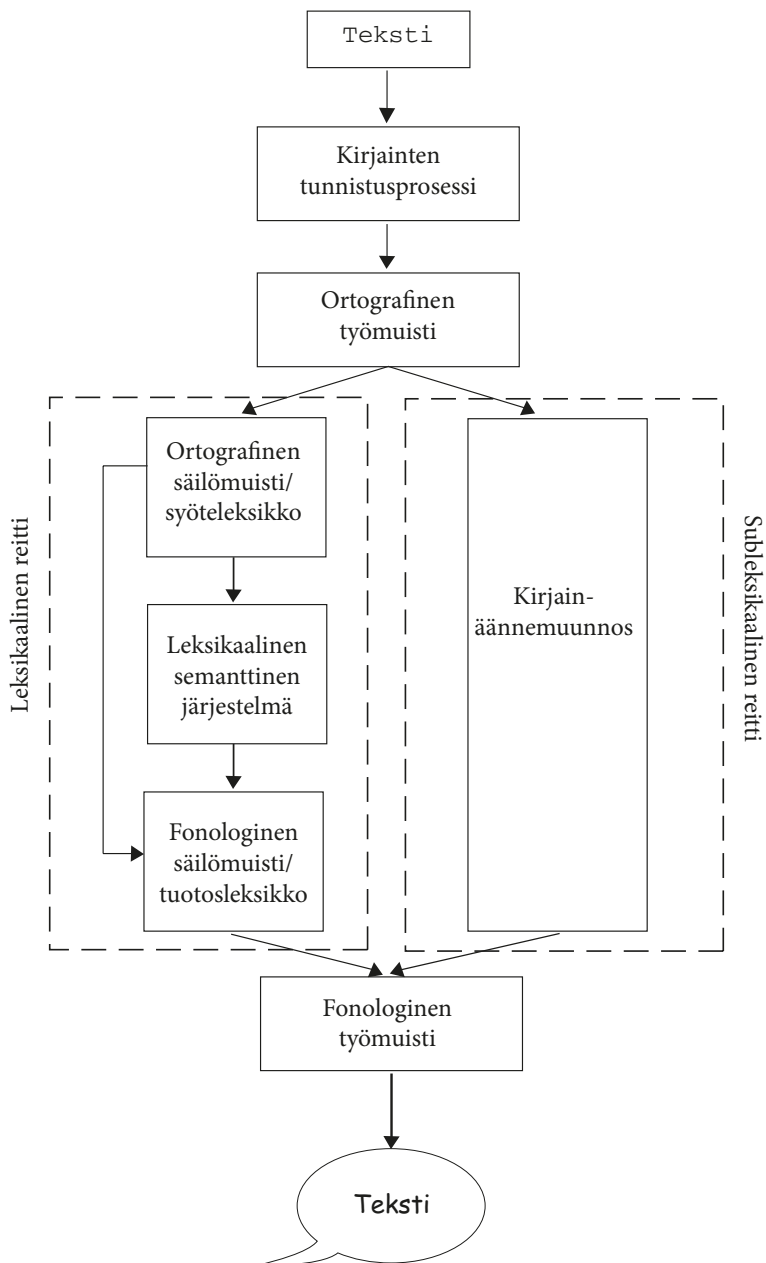 Teksti
Kirjainten
tunnistusprosessi
Ortografinen
työmuisti
Leksikaalinen reitti
Ortografinen
säilömuisti/
syöteleksikko
Leksikaalinen
semanttinen
järjestelmä
Fonologinen
säilömuisti/
tuotosleksikko
Kirjain-
äännemuunnos
Subleksikaalinen reitti
Fonologinen
työmuisti
Teksti